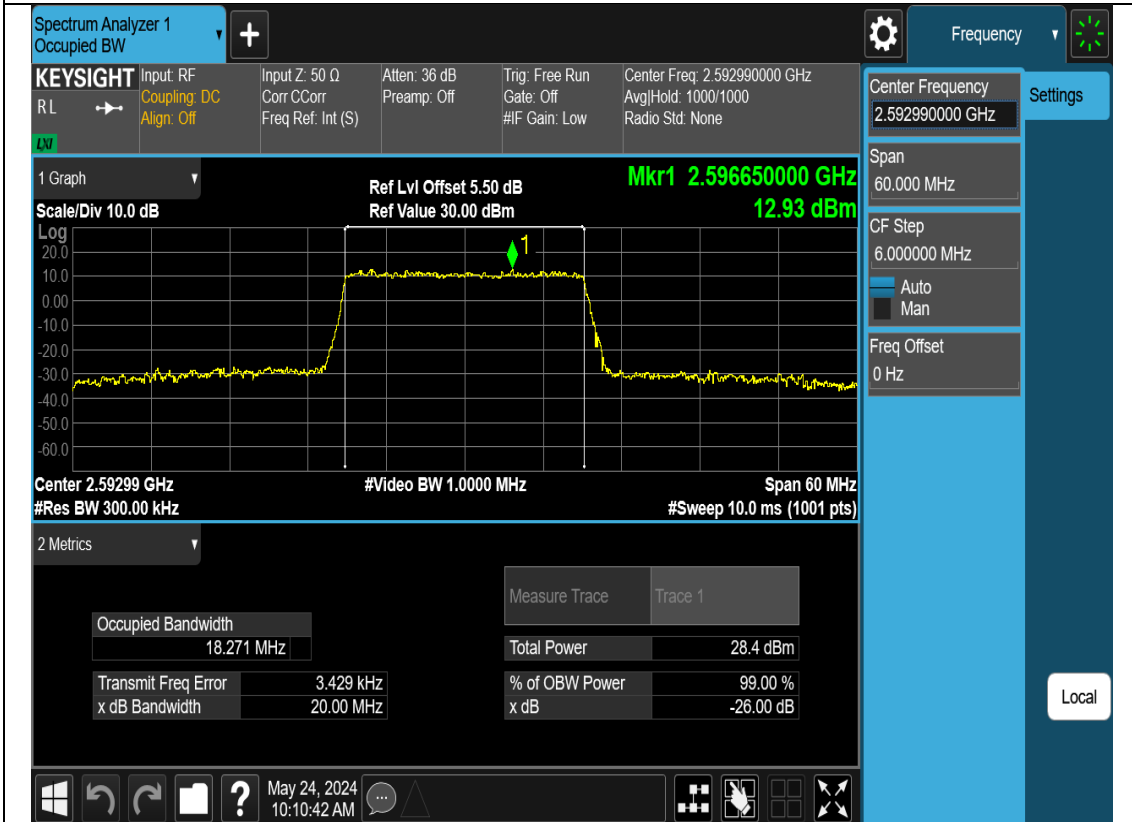 Spectrum Analyzer 1
Occupied BW
▼
+
Frequency
▼
KEYSIGHT
RL
LXI
Input: RF
Coupling: DC
Align: Off
Input Z: 50 Ω
Corr CCorr
Freq Ref: Int (S)
Atten: 36 dB
Preamp: Off
Trig: Free Run
Gate: Off
#IF Gain: Low
Center Freq: 2.592990000 GHz
Avg|Hold: 1000/1000
Radio Std: None
Center Frequency
2.592990000 GHz
Settings
Span
60.000 MHz
CF Step
6.000000 MHz
Auto
Man
Freq Offset
0 Hz
Local
1 Graph ▼
Scale/Div 10.0 dB
Ref Lvl Offset 5.50 dB
Ref Value 30.00 dBm
Mkr1 2.596650000 GHz
12.93 dBm
Log
1
20.0
10.0
0.00
-10.0
-20.0
-30.0
-40.0
-50.0
-60.0
Center 2.59299 GHz
#Res BW 300.00 kHz
#Video BW 1.0000 MHz
Span 60 MHz
#Sweep 10.0 ms (1001 pts)
2 Metrics ▼
Measure Trace Trace 1
Occupied Bandwidth
18.271 MHz
Total Power 28.4 dBm
Transmit Freq Error 3.429 kHz
% of OBW Power 99.00 %
x dB Bandwidth 20.00 MHz
x dB -26.00 dB
?
May 24, 2024
10:10:42 AM